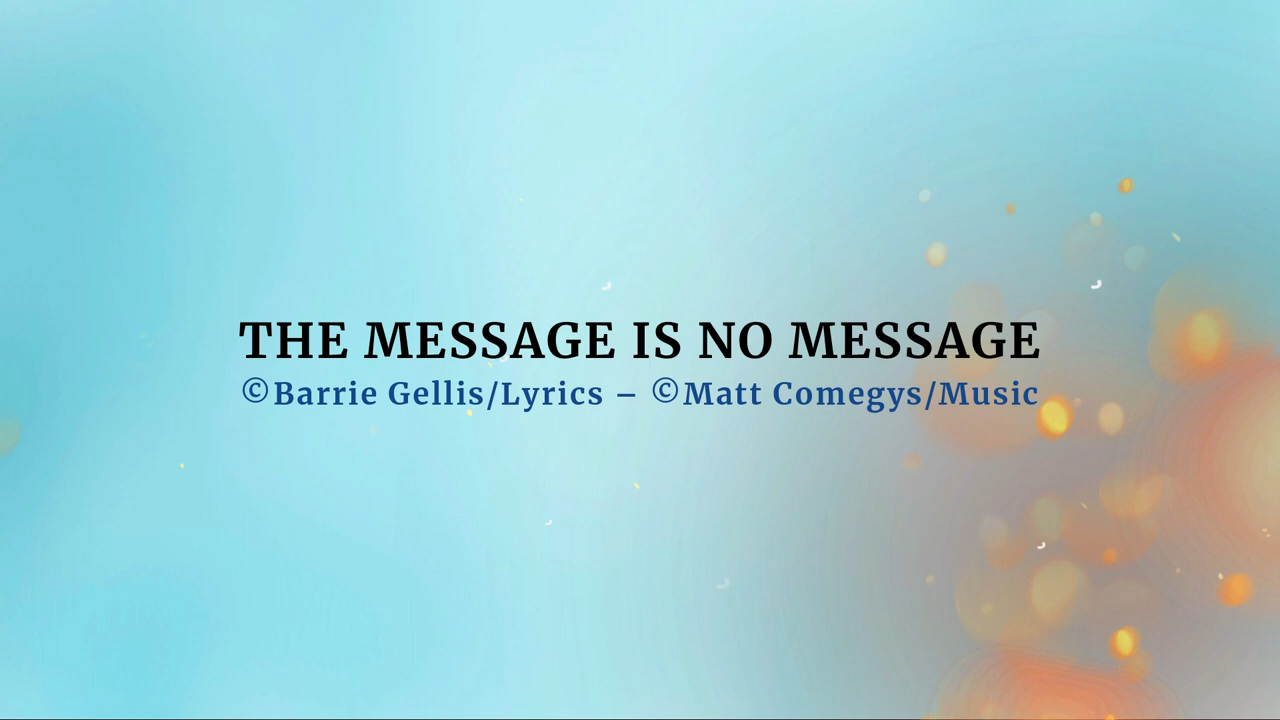 THE MESSAGE IS NO MESSAGE
©Barrie Gellis/Lyrics – ©Matt Comegys/Music